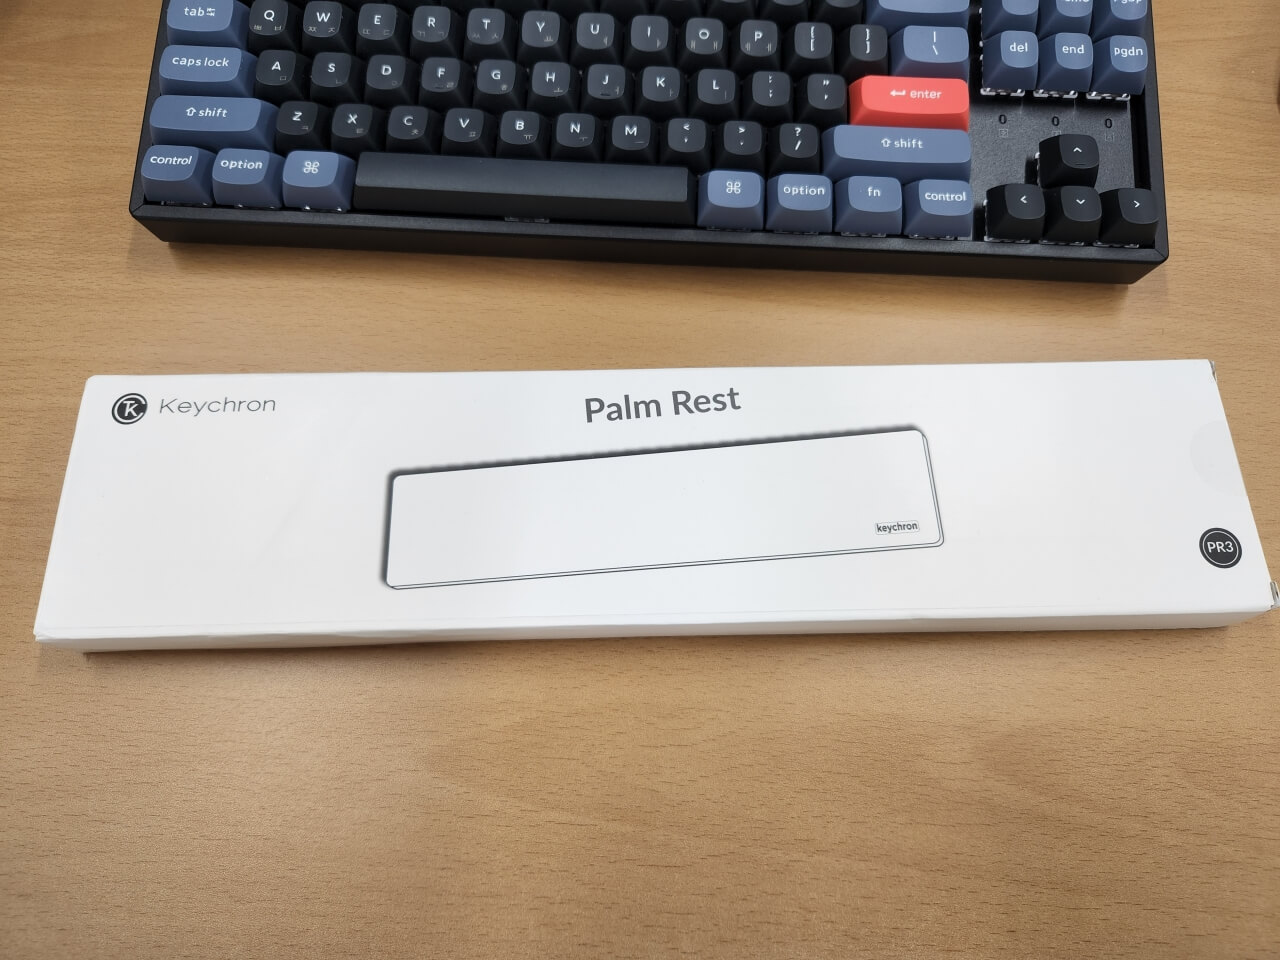 tab
Q W E R T Y U I O P [ ] | \
del end pgdn
caps lock A S D F G H J K L enter
shift Z X C V B N M < > ? / shift
control option ⌘ ⌘ option fn control
Keychron
Palm Rest
keychron
PR3